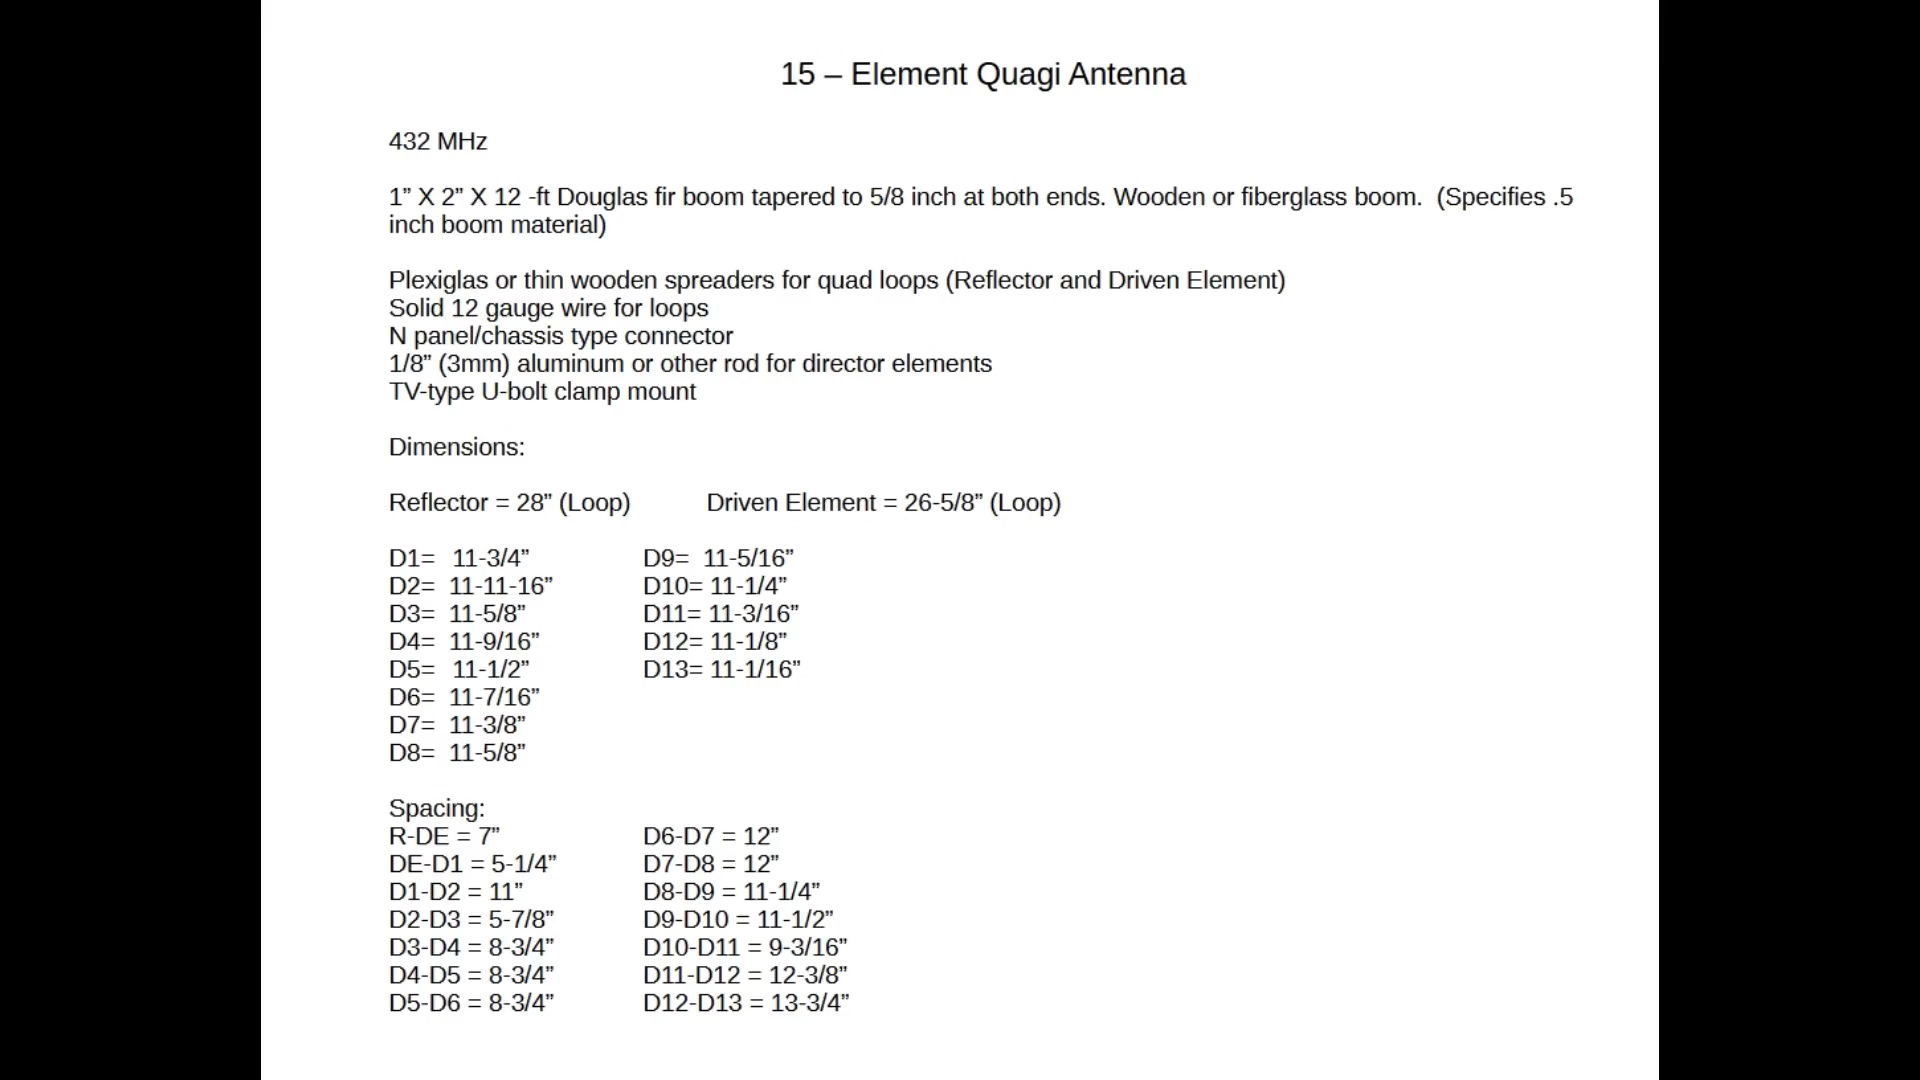 15 – Element Quagi Antenna
432 MHz
1” X 2” X 12 -ft Douglas fir boom tapered to 5/8 inch at both ends. Wooden or fiberglass boom.  (Specifies .5
inch boom material)
Plexiglas or thin wooden spreaders for quad loops (Reflector and Driven Element)
Solid 12 gauge wire for loops
N panel/chassis type connector
1/8” (3mm) aluminum or other rod for director elements
TV-type U-bolt clamp mount
Dimensions:
Reflector = 28” (Loop) Driven Element = 26-5/8” (Loop)
D1= 11-3/4” D9= 11-5/16”
D2= 11-11-16” D10= 11-1/4”
D3= 11-5/8” D11= 11-3/16”
D4= 11-9/16” D12= 11-1/8”
D5= 11-1/2” D13= 11-1/16”
D6= 11-7/16”
D7= 11-3/8”
D8= 11-5/8”
Spacing:
R-DE = 7” D6-D7 = 12”
DE-D1 = 5-1/4” D7-D8 = 12”
D1-D2 = 11” D8-D9 = 11-1/4”
D2-D3 = 5-7/8” D9-D10 = 11-1/2”
D3-D4 = 8-3/4” D10-D11 = 9-3/16”
D4-D5 = 8-3/4” D11-D12 = 12-3/8”
D5-D6 = 8-3/4” D12-D13 = 13-3/4”